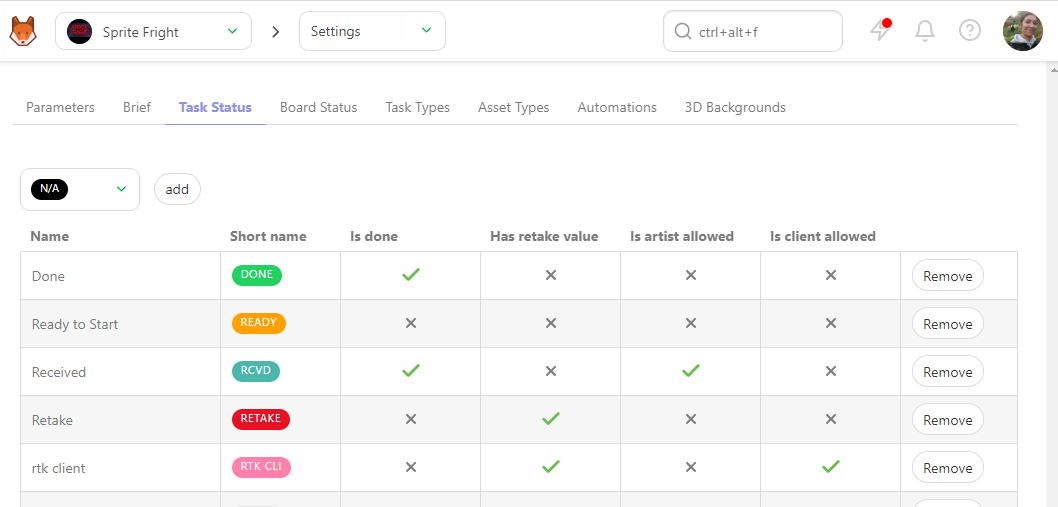 Sprite Fright Settings ctrl+alt+f
Parameters Brief Task Status Board Status Task Types Asset Types Automations 3D Backgrounds
N/A add
Name Short name Is done Has retake value Is artist allowed Is client allowed
Done DONE Remove
Ready to Start READY Remove
Received RCVD Remove
Retake RETAKE Remove
rtk client RTK CLI Remove